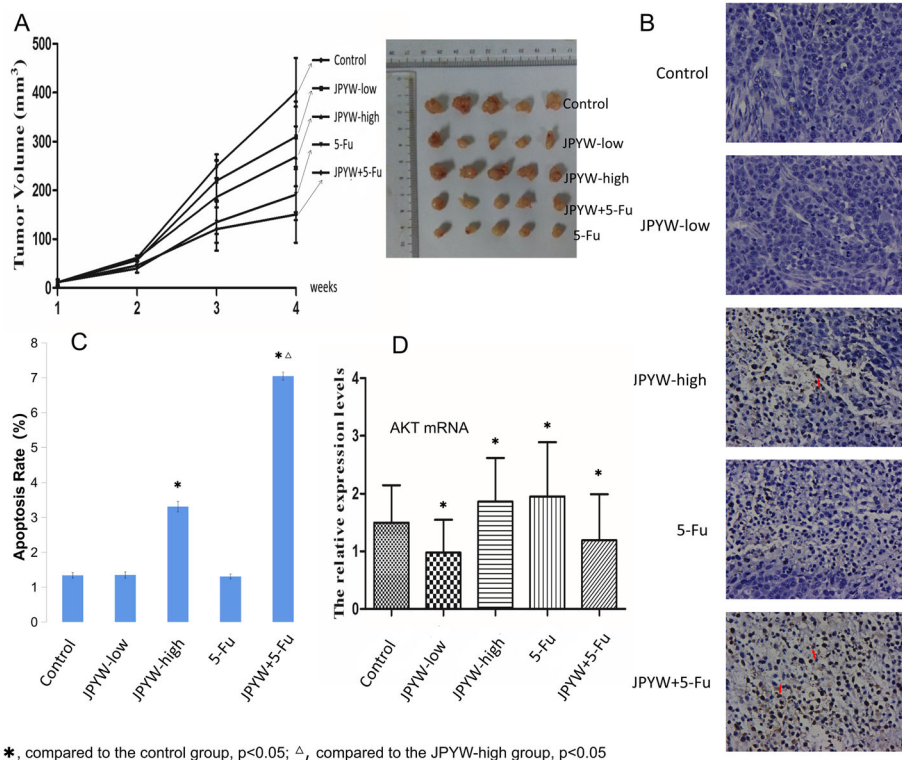 A
Tumor Volume (mm³)
500
400
300
200
100
0
1
2
3
4
weeks
Control
JPYW-low
JPYW-high
5-Fu
JPYW+5-Fu
Control
JPYW-low
JPYW-high
JPYW+5-Fu
5-Fu
B
Control
JPYW-low
JPYW-high
5-Fu
JPYW+5-Fu
C
Apoptosis Rate (%)
8
7
6
5
4
3
2
1
0
*
* △
Control
JPYW-low
JPYW-high
5-Fu
JPYW+5-Fu
D
The relative expression levels
4
3
2
1
0
AKT mRNA
*
*
*
*
Control
JPYW-low
JPYW-high
5-Fu
JPYW+5-Fu
*, compared to the control group, p<0.05; △, compared to the JPYW-high group, p<0.05